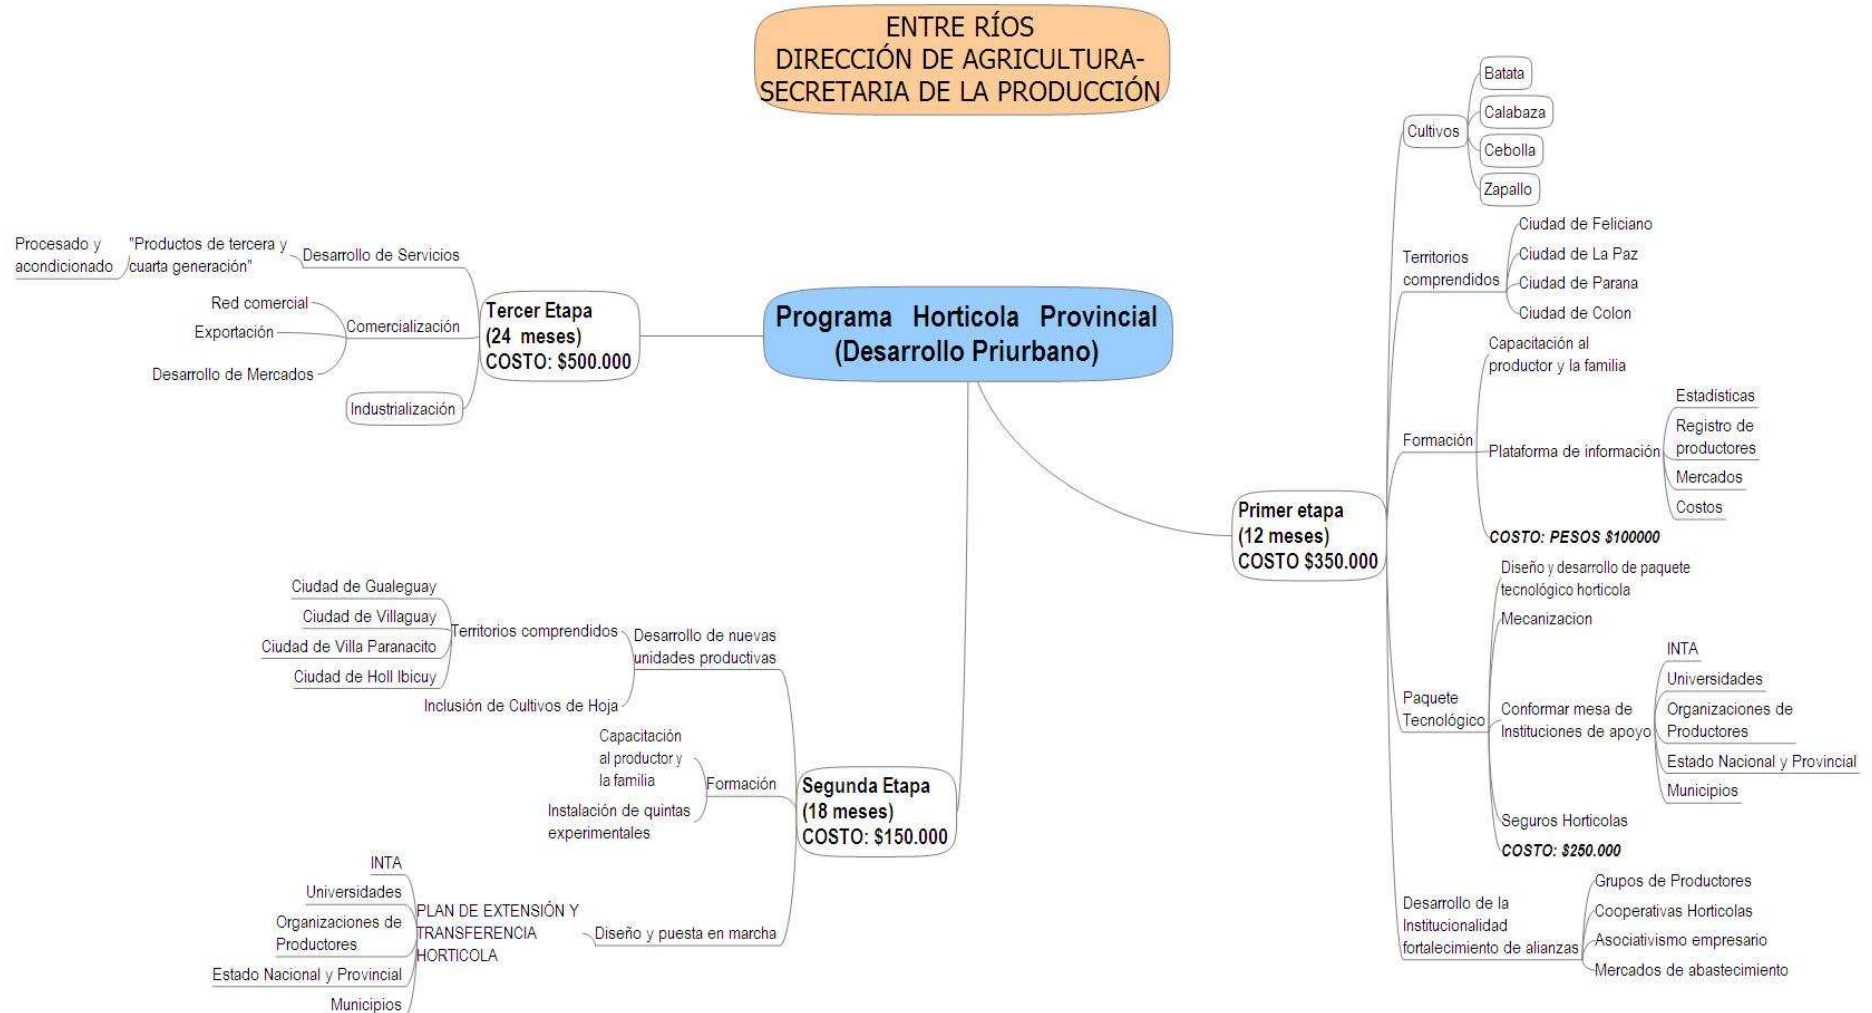 ENTRE RÍOS
DIRECCIÓN DE AGRICULTURA-
SECRETARIA DE LA PRODUCCIÓN
Programa Horticola Provincial
(Desarrollo Priurbano)
Primer etapa
(12 meses)
COSTO $350.000
Cultivos
Batata
Calabaza
Cebolla
Zapallo
Territorios
comprendidos
Ciudad de Feliciano
Ciudad de La Paz
Ciudad de Parana
Ciudad de Colon
Formación
Capacitación al
productor y la familia
Plataforma de información
Estadísticas
Registro de
productores
Mercados
Costos
COSTO: PESOS $100000
Paquete
Tecnológico
Diseño y desarrollo de paquete
tecnológico horticola
Mecanizacion
Conformar mesa de
Instituciones de apoyo
INTA
Universidades
Organizaciones de
Productores
Estado Nacional y Provincial
Municipios
Seguros Horticolas
COSTO: $250.000
Desarrollo de la
Institucionalidad
fortalecimiento de alianzas
Grupos de Productores
Cooperativas Horticolas
Asociativismo empresario
Mercados de abastecimiento
Segunda Etapa
(18 meses)
COSTO: $150.000
Desarrollo de nuevas
unidades productivas
Territorios comprendidos
Ciudad de Gualeguay
Ciudad de Villaguay
Ciudad de Villa Paranacito
Ciudad de Holl Ibicuy
Inclusión de Cultivos de Hoja
Formación
Capacitación
al productor y
la familia
Instalación de quintas
experimentales
Diseño y puesta en marcha
PLAN DE EXTENSIÓN Y
TRANSFERENCIA
HORTICOLA
INTA
Universidades
Organizaciones de
Productores
Estado Nacional y Provincial
Municipios
Tercer Etapa
(24 meses)
COSTO: $500.000
Desarrollo de Servicios
"Productos de tercera y
cuarta generación"
Procesado y
acondicionado
Comercialización
Red comercial
Exportación
Desarrollo de Mercados
Industrialización